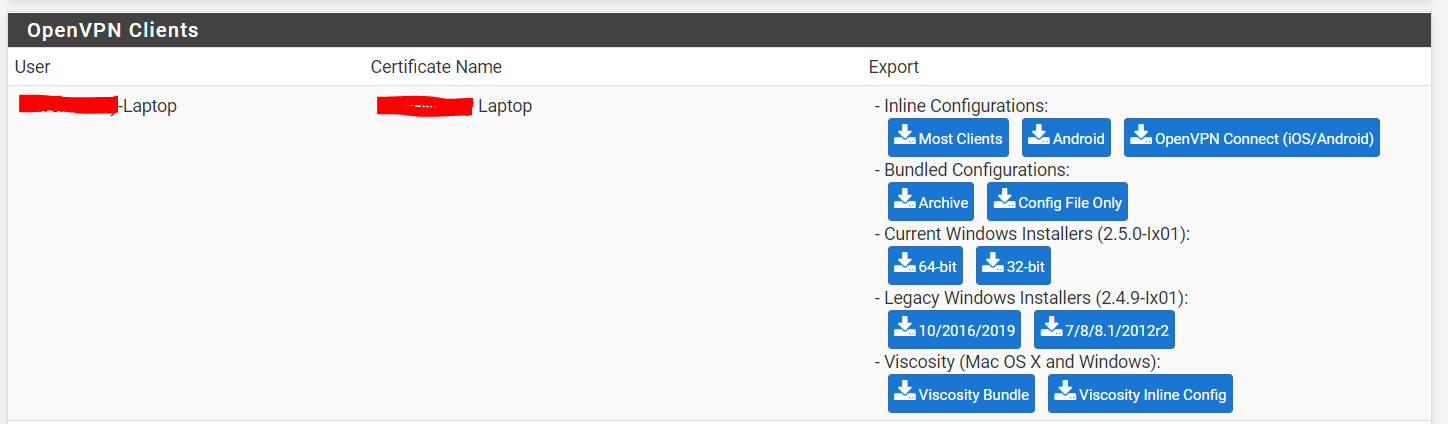 OpenVPN Clients
User Certificate Name Export
-Laptop Laptop - Inline Configurations:
Most Clients Android OpenVPN Connect (iOS/Android)
- Bundled Configurations:
Archive Config File Only
- Current Windows Installers (2.5.0-Ix01):
64-bit 32-bit
- Legacy Windows Installers (2.4.9-Ix01):
10/2016/2019 7/8/8.1/2012r2
- Viscosity (Mac OS X and Windows):
Viscosity Bundle Viscosity Inline Config